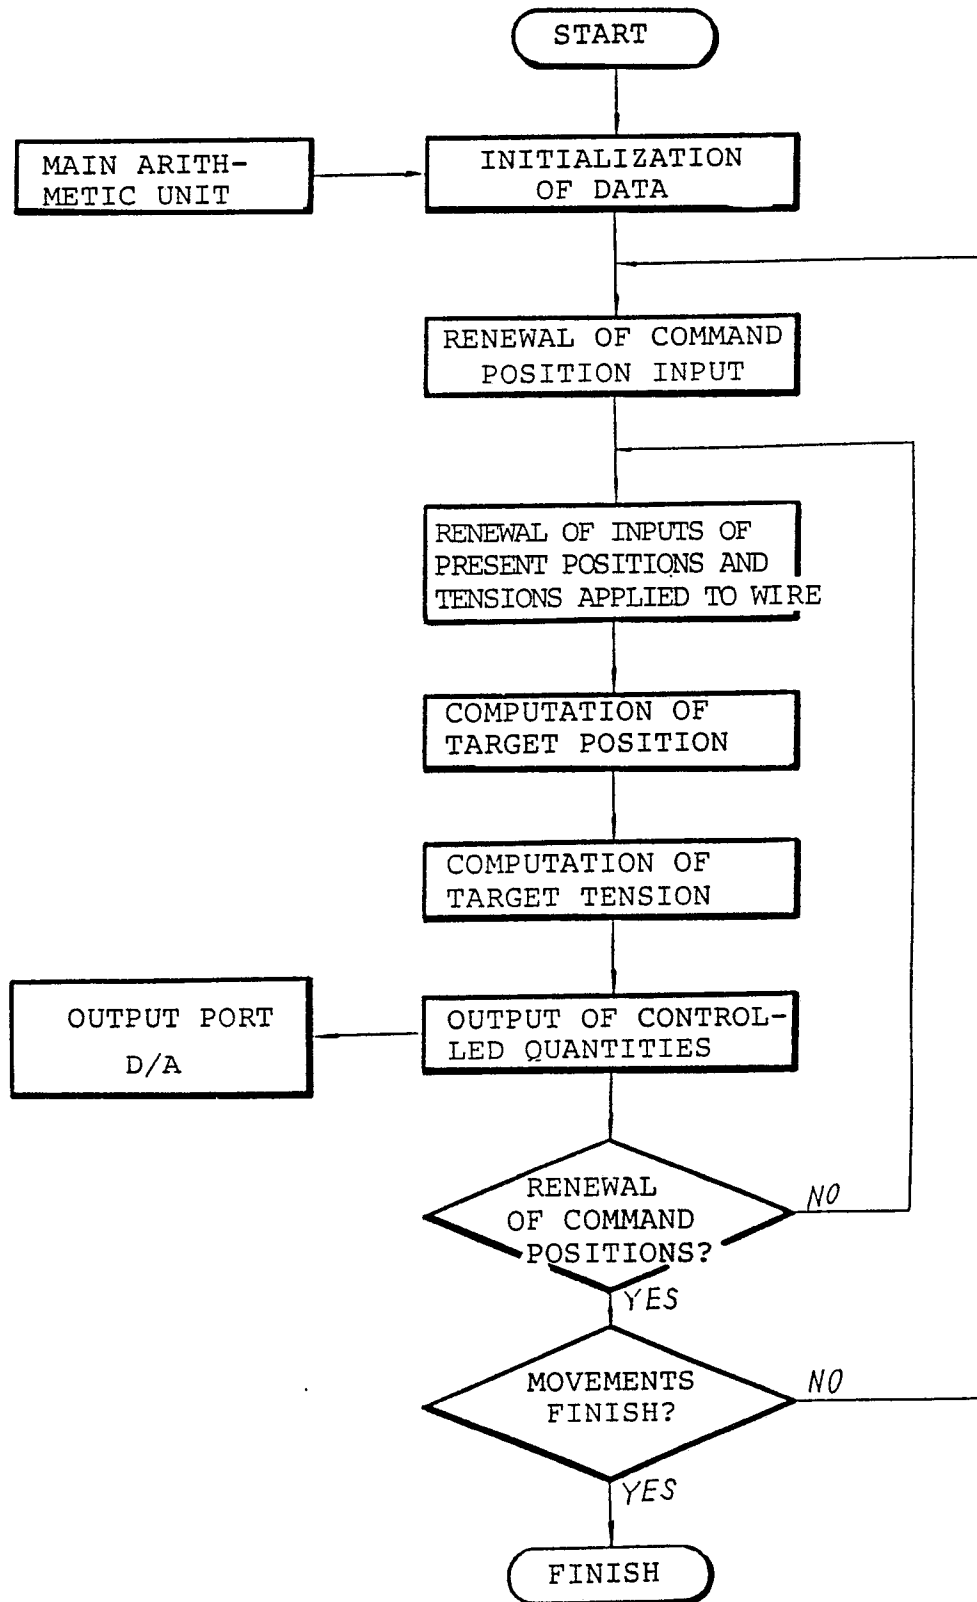 START
MAIN ARITH-
METIC UNIT
INITIALIZATION
OF DATA
RENEWAL OF COMMAND
POSITION INPUT
RENEWAL OF INPUTS OF
PRESENT POSITIONS AND
TENSIONS APPLIED TO WIRE
COMPUTATION OF
TARGET POSITION
COMPUTATION OF
TARGET TENSION
OUTPUT PORT
D/A
OUTPUT OF CONTROL-
LED QUANTITIES
RENEWAL
OF COMMAND
POSITIONS?
NO
YES
MOVEMENTS
FINISH?
NO
YES
FINISH